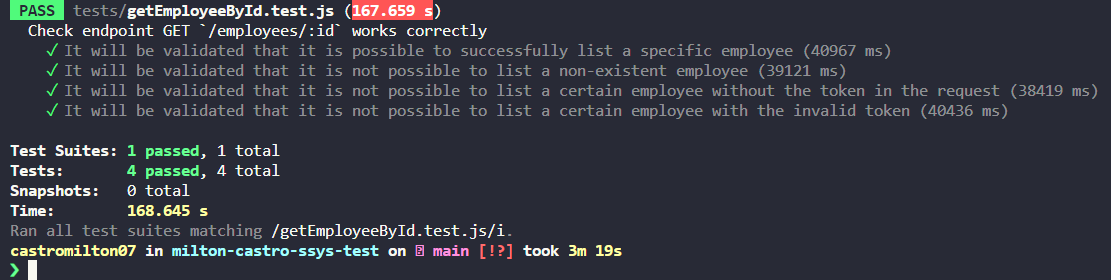 PASS tests/getEmployeeById.test.js (167.659 s)
Check endpoint GET `/employees/:id` works correctly
✓ It will be validated that it is possible to successfully list a specific employee (40967 ms)
✓ It will be validated that it is not possible to list a non-existent employee (39121 ms)
✓ It will be validated that it is not possible to list a certain employee without the token in the request (38419 ms)
✓ It will be validated that it is not possible to list a certain employee with the invalid token (40436 ms)
Test Suites: 1 passed, 1 total
Tests: 4 passed, 4 total
Snapshots: 0 total
Time: 168.645 s
Ran all test suites matching /getEmployeeById.test.js/i.
castromilton07 in milton-castro-ssys-test on main [!?] took 3m 19s
❯